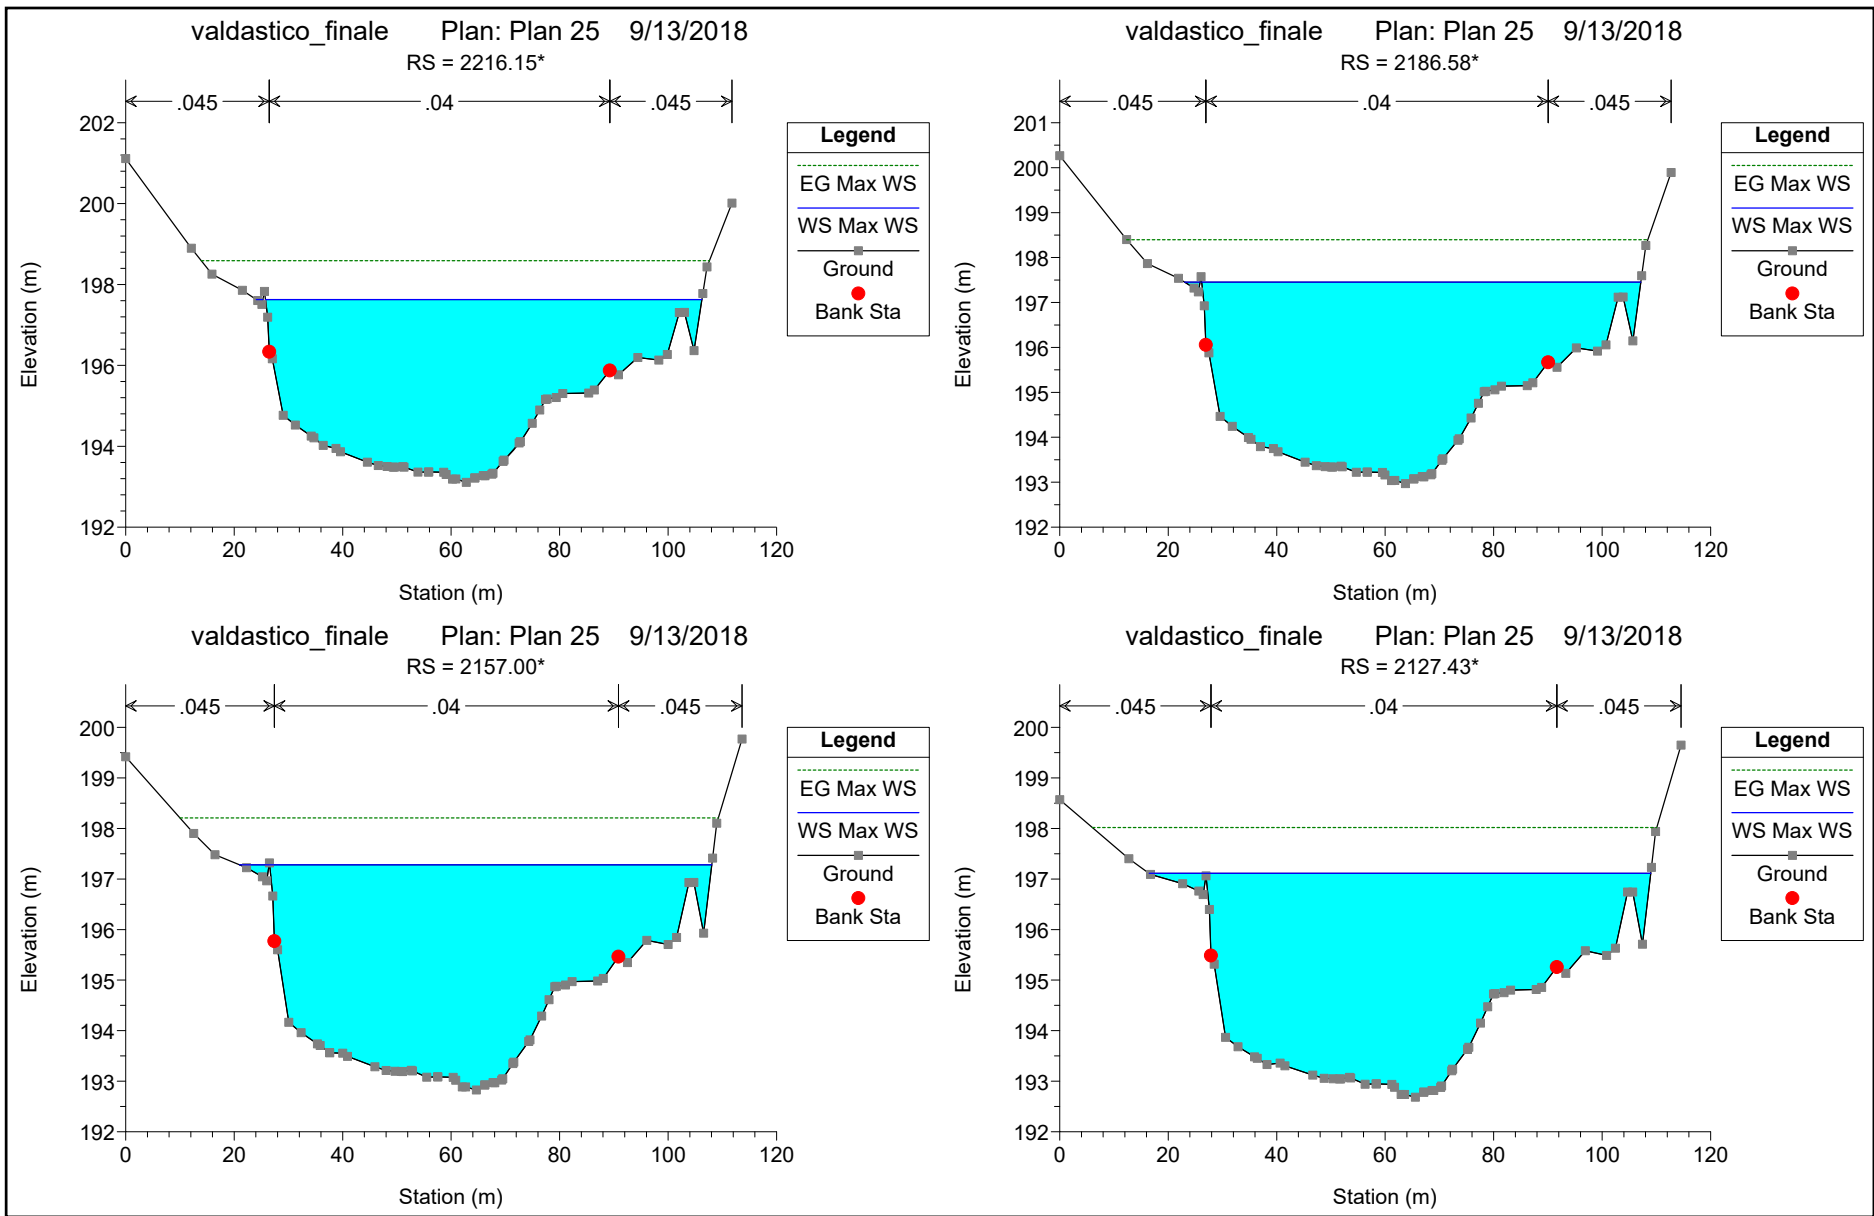 valdastico_finale Plan: Plan 25 9/13/2018
RS = 2216.15*
.045 .04 .045
202
200
198
196
194
192
0 20 40 60 80 100 120
Elevation (m)
Station (m)
Legend
EG Max WS
WS Max WS
Ground
Bank Sta
valdastico_finale Plan: Plan 25 9/13/2018
RS = 2186.58*
.045 .04 .045
201
200
199
198
197
196
195
194
193
192
0 20 40 60 80 100 120
Elevation (m)
Station (m)
Legend
EG Max WS
WS Max WS
Ground
Bank Sta
valdastico_finale Plan: Plan 25 9/13/2018
RS = 2157.00*
.045 .04 .045
200
199
198
197
196
195
194
193
192
0 20 40 60 80 100 120
Elevation (m)
Station (m)
Legend
EG Max WS
WS Max WS
Ground
Bank Sta
valdastico_finale Plan: Plan 25 9/13/2018
RS = 2127.43*
.045 .04 .045
200
199
198
197
196
195
194
193
192
0 20 40 60 80 100 120
Elevation (m)
Station (m)
Legend
EG Max WS
WS Max WS
Ground
Bank Sta